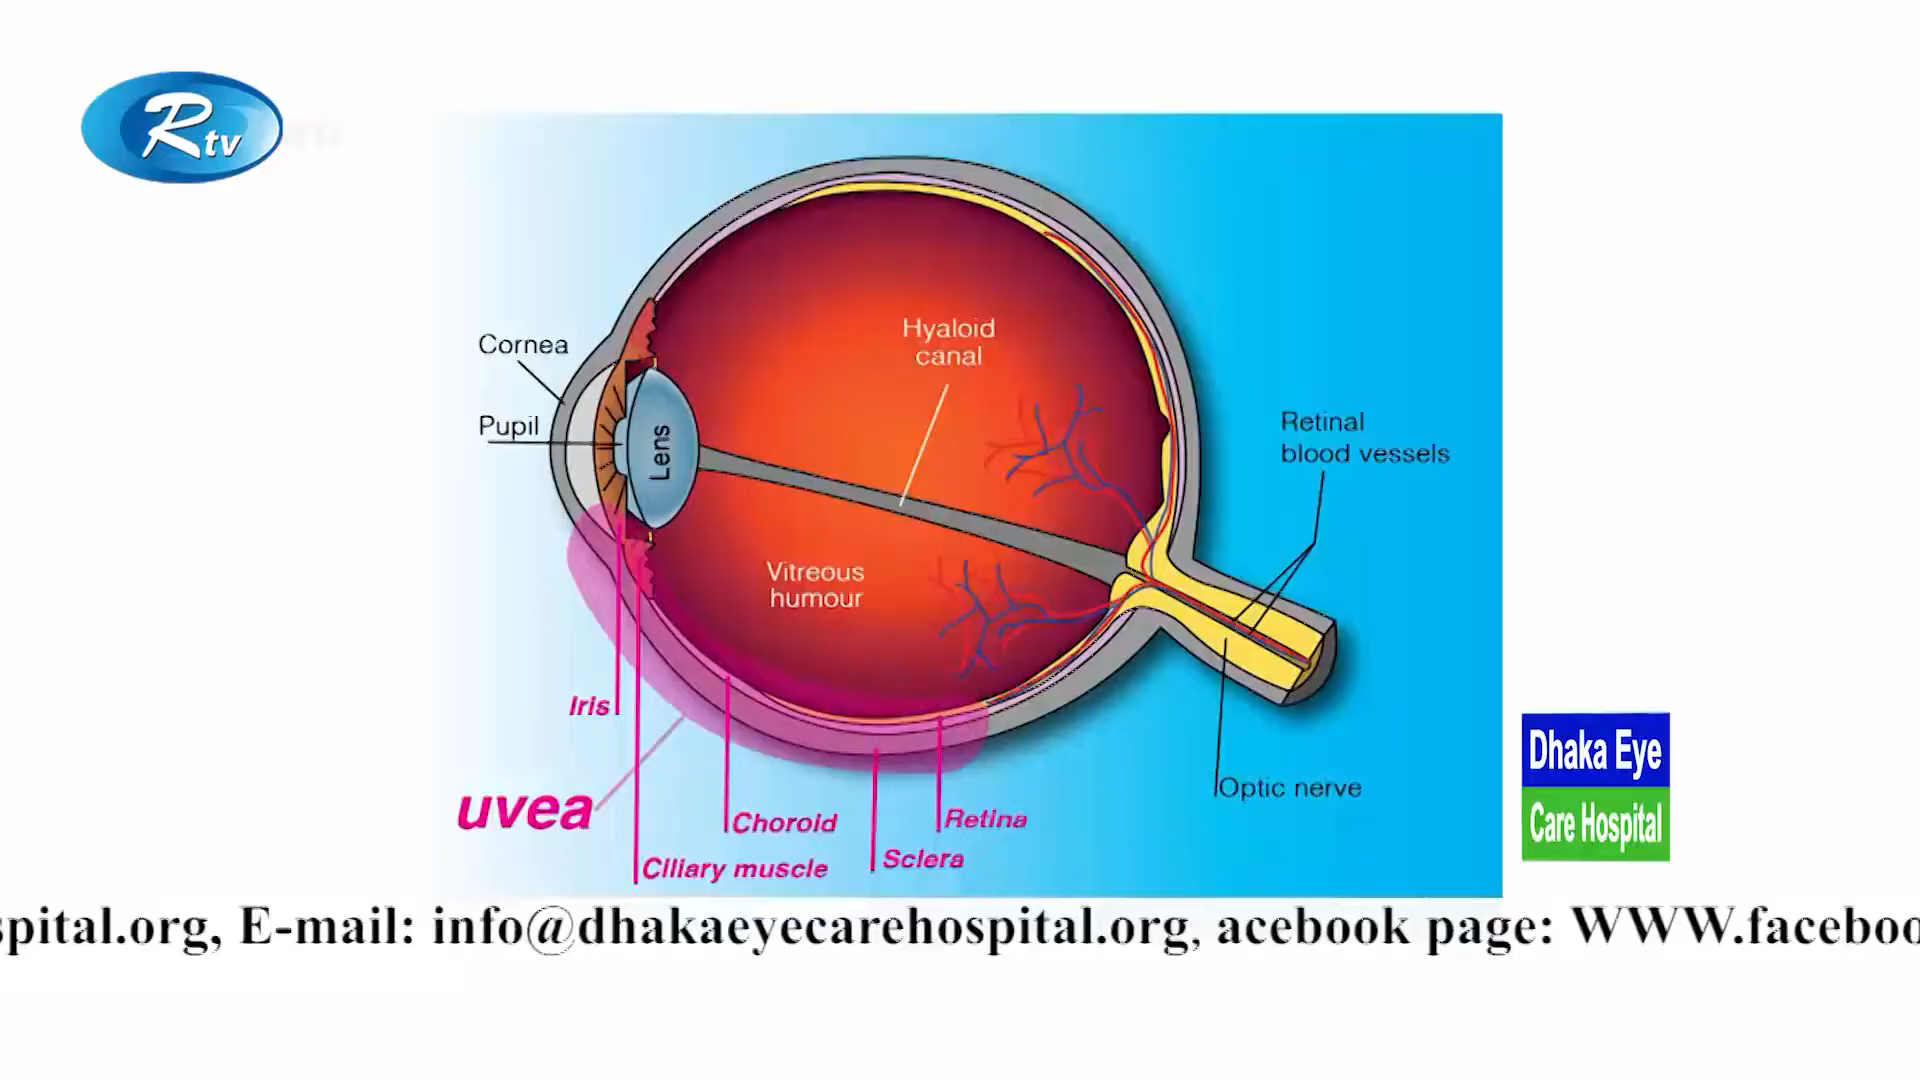 Rtv
Hyaloid
canal
Cornea
Pupil
Lens
Retinal
blood vessels
Vitreous
humour
Iris
uvea
Choroid
Retina
Ciliary muscle
Sclera
Optic nerve
Dhaka Eye
Care Hospital
spital.org, E-mail: info@dhakaeyecarehospital.org, acebook page: WWW.faceboo